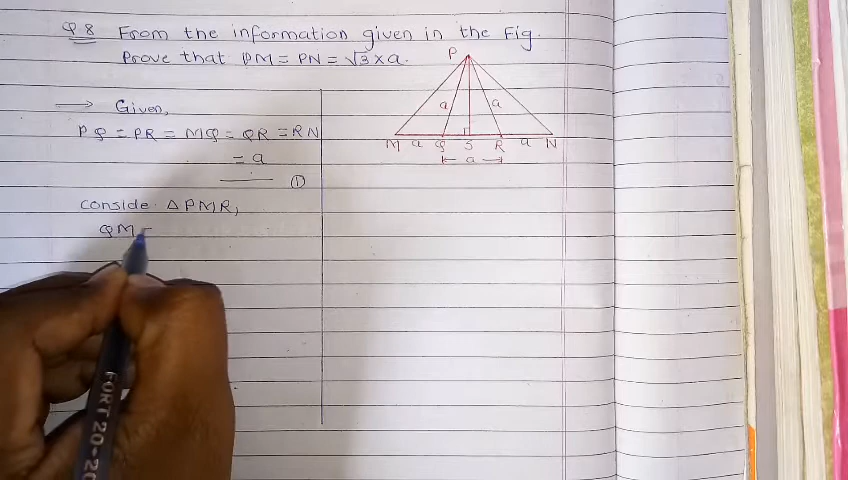 Q 8 From the information given in the Fig.
Prove that PM = PN = √3 × a.
P
→ Given,
a a
PQ = PR = MQ = QR = RN
= a
M a Q S R a N
a
①
conside ΔPMR,
QM =
FORT 20-20